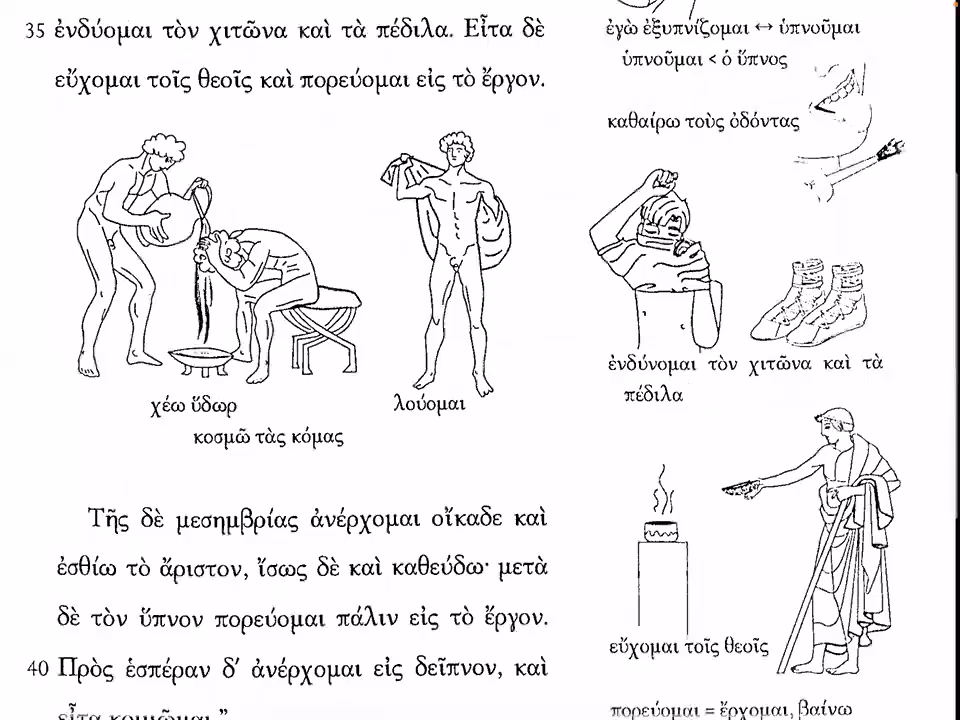 35 ἐνδύομαι τὸν χιτῶνα καὶ τὰ πέδιλα. Εἶτα δὲ
εὔχομαι τοῖς θεοῖς καὶ πορεύομαι εἰς τὸ ἔργον.
χέω ὕδωρ
λούομαι
κοσμῶ τὰς κόμας
Τῆς δὲ μεσημβρίας ἀνέρχομαι οἴκαδε καὶ
ἐσθίω τὸ ἄριστον, ἴσως δὲ καὶ καθεύδω· μετὰ
δὲ τὸν ὕπνον πορεύομαι πάλιν εἰς τὸ ἔργον.
40 Πρὸς ἑσπέραν δ' ἀνέρχομαι εἰς δεῖπνον, καὶ
εἶτα κοιμῶμαι."
ἐγὼ ἐξυπνίζομαι ↔ ὑπνοῦμαι
ὑπνοῦμαι < ὁ ὕπνος
καθαίρω τοὺς ὀδόντας
ἐνδύνομαι τὸν χιτῶνα καὶ τὰ
πέδιλα
εὔχομαι τοῖς θεοῖς
πορεύομαι = ἔρχομαι, βαίνω